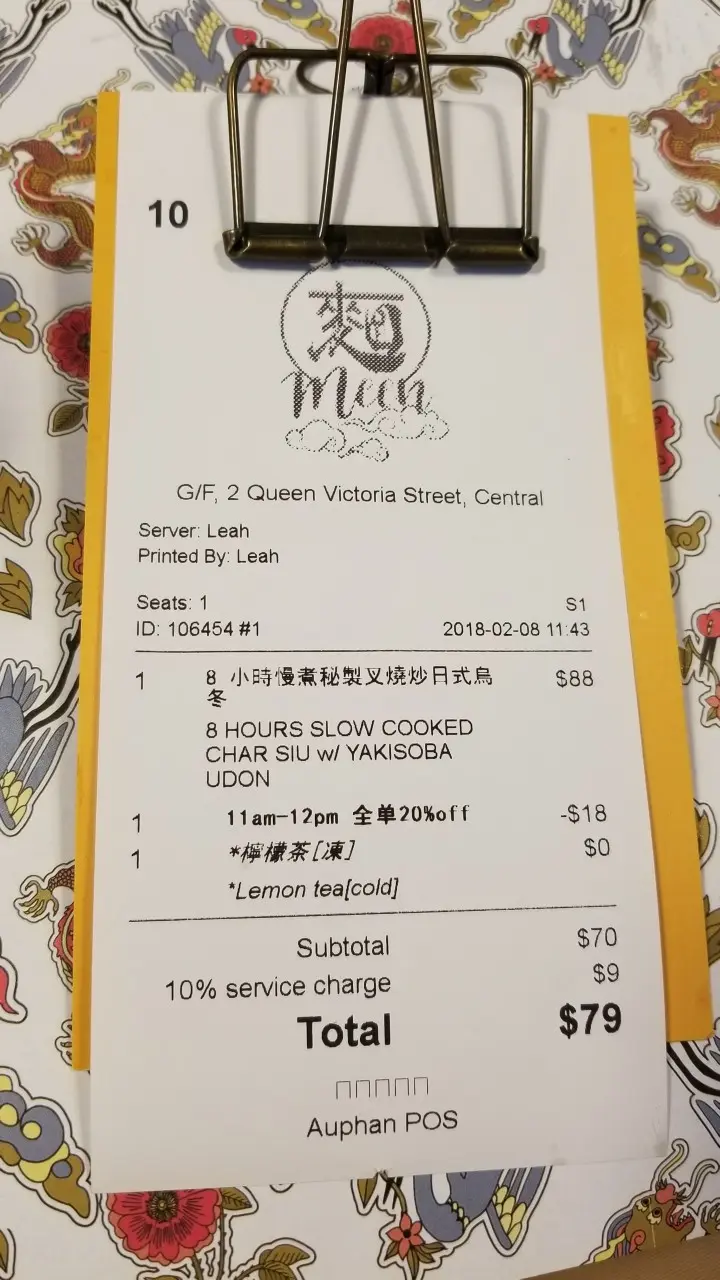 10
麵
Meen
G/F, 2 Queen Victoria Street, Central
Server: Leah
Printed By: Leah
Seats: 1 S1
ID: 106454 #1 2018-02-08 11:43
1 8 小時慢煮秘製叉燒炒日式烏 $88
冬
8 HOURS SLOW COOKED
CHAR SIU w/ YAKISOBA
UDON
1 11am-12pm 全单20%off -$18
1 *檸檬茶[凍] $0
*Lemon tea[cold]
Subtotal $70
10% service charge $9
Total $79
Auphan POS